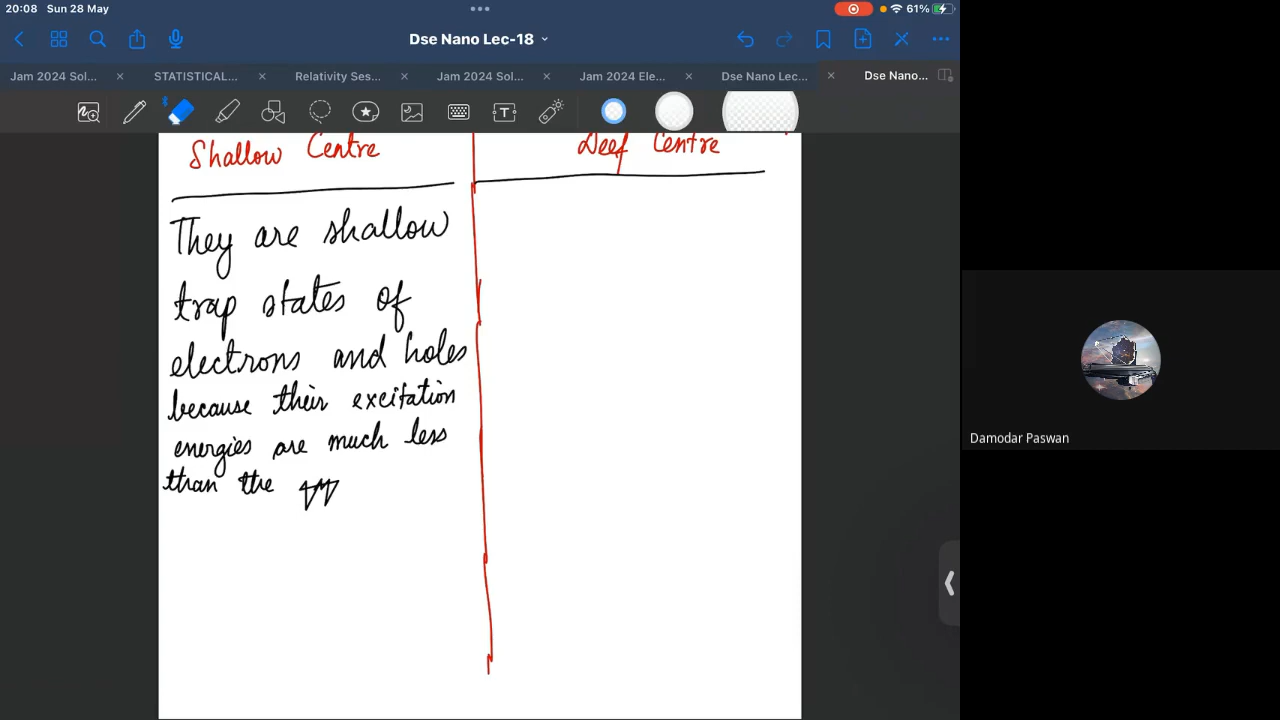 20:08 Sun 28 May
61%
Dse Nano Lec-18
Jam 2024 Sol...
STATISTICAL...
Relativity Ses...
Jam 2024 Sol...
Jam 2024 Ele...
Dse Nano Lec...
Dse Nano...
Shallow Centre
Deep Centre
They are shallow
trap states of
electrons and holes
because their excitation
energies are much less
than the
Damodar Paswan